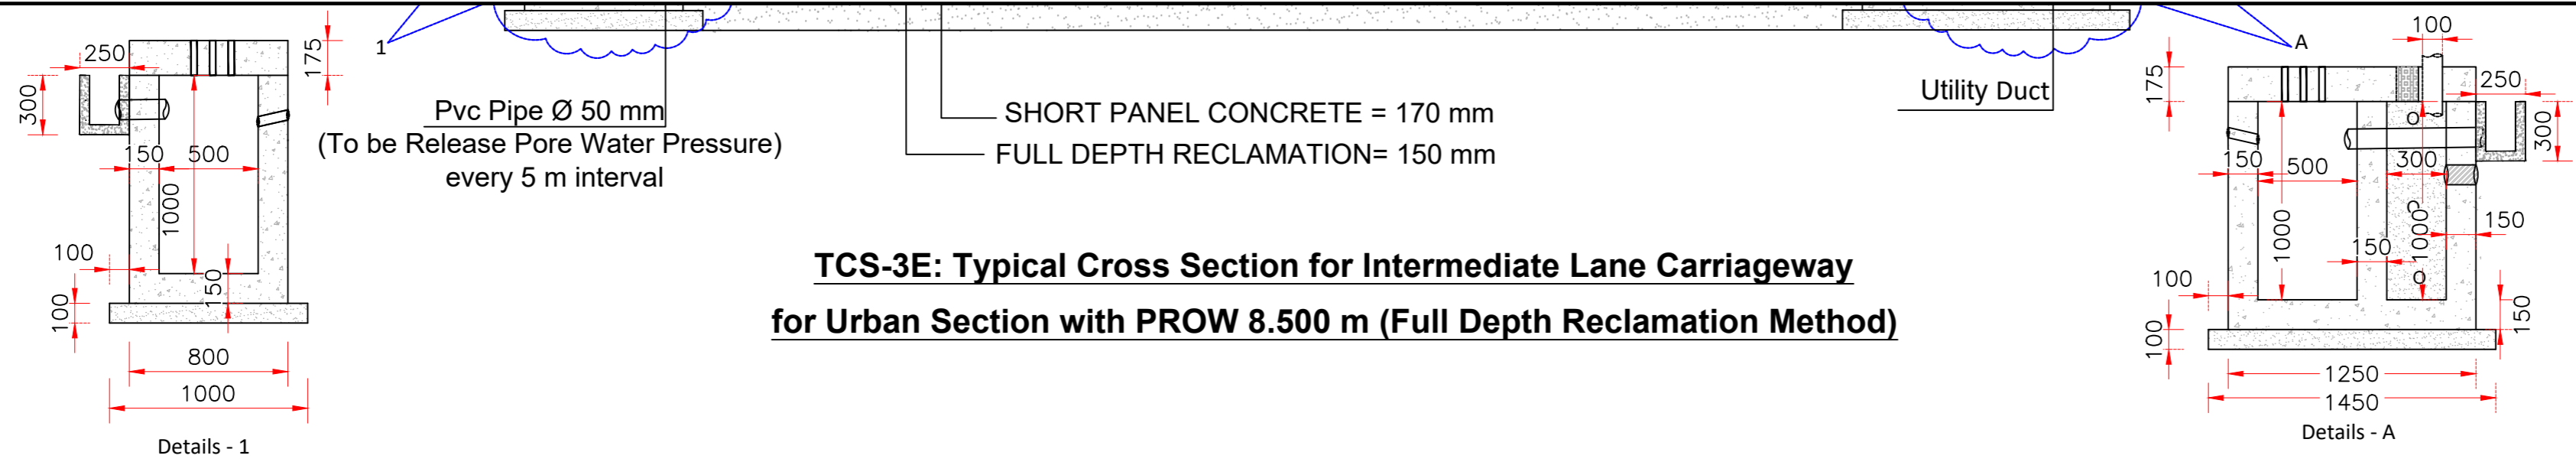 250
175
300
150 500
1000
100
150
100
800
1000
Details - 1
1
Pvc Pipe Ø 50 mm
(To be Release Pore Water Pressure)
every 5 m interval
SHORT PANEL CONCRETE = 170 mm
FULL DEPTH RECLAMATION= 150 mm
TCS-3E: Typical Cross Section for Intermediate Lane Carriageway
for Urban Section with PROW 8.500 m (Full Depth Reclamation Method)
Utility Duct
A
100
175
250
300
150 500 300
1000
1000
150
150
100
150
100
1250
1450
Details - A